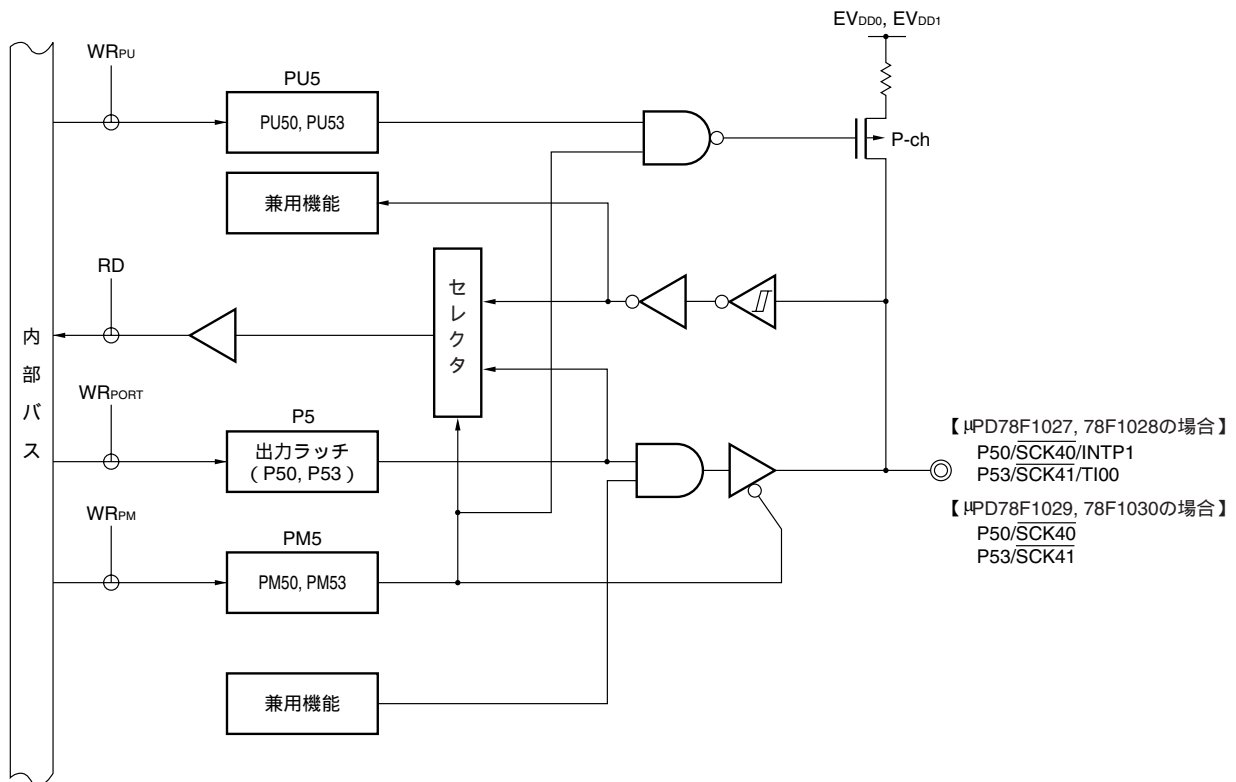 EVDD0, EVDD1
WRPU
PU5
PU50, PU53
P-ch
兼用機能
RD
セレクタ
内部バス
WRPORT
P5
出力ラッチ
（P50, P53）
【μPD78F1027, 78F1028の場合】
P50/SCK40/INTP1
P53/SCK41/TI00
【μPD78F1029, 78F1030の場合】
P50/SCK40
P53/SCK41
WRPM
PM5
PM50, PM53
兼用機能